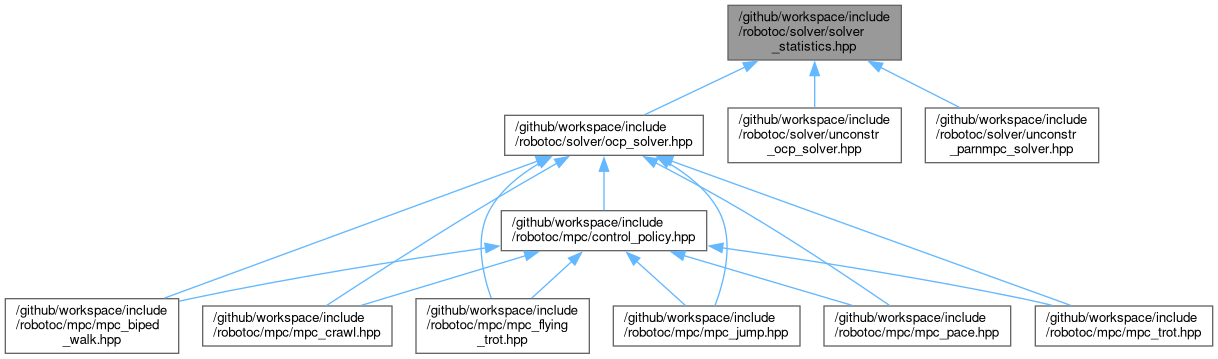 /github/workspace/include
/robotoc/solver/solver
_statistics.hpp
/github/workspace/include
/robotoc/solver/ocp_solver.hpp
/github/workspace/include
/robotoc/solver/unconstr
_ocp_solver.hpp
/github/workspace/include
/robotoc/solver/unconstr
_parnmpc_solver.hpp
/github/workspace/include
/robotoc/mpc/control_policy.hpp
/github/workspace/include
/robotoc/mpc/mpc_biped
_walk.hpp
/github/workspace/include
/robotoc/mpc/mpc_crawl.hpp
/github/workspace/include
/robotoc/mpc/mpc_flying
_trot.hpp
/github/workspace/include
/robotoc/mpc/mpc_jump.hpp
/github/workspace/include
/robotoc/mpc/mpc_pace.hpp
/github/workspace/include
/robotoc/mpc/mpc_trot.hpp